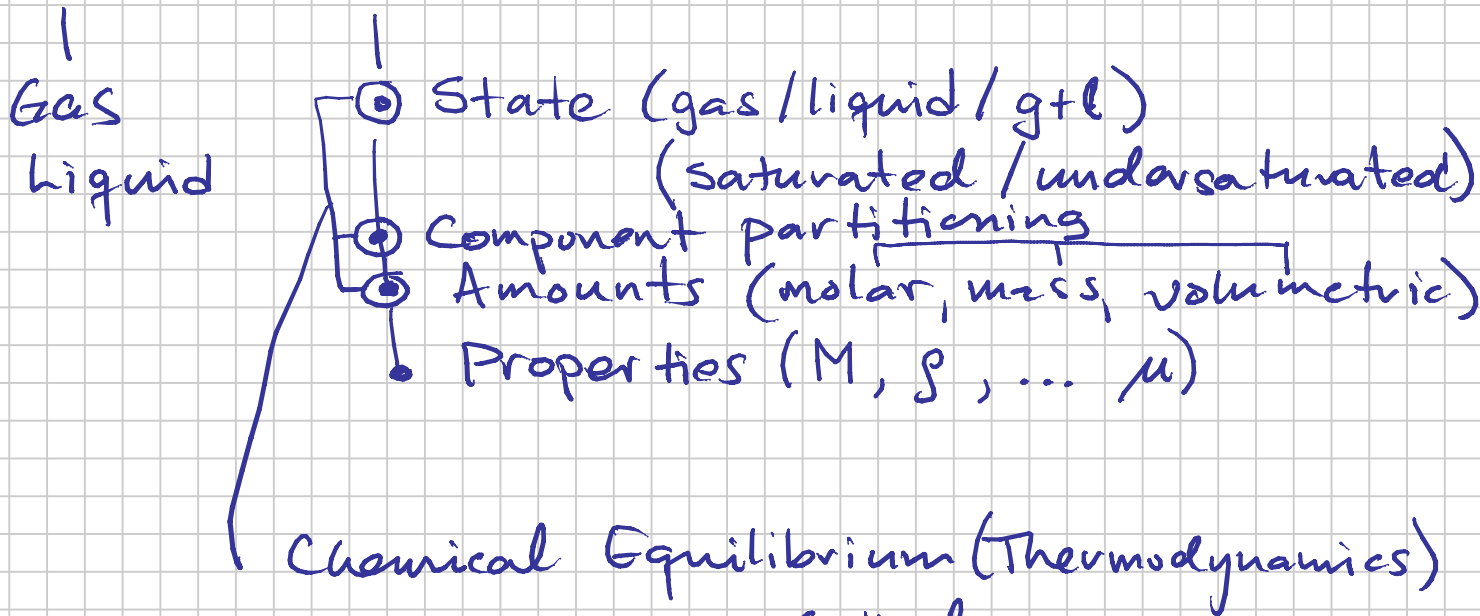 Gas
Liquid
State (gas/liquid/g+l)
(saturated/undersaturated)
Component partitioning
Amounts (molar, mass, volumetric)
Properties (M, ρ, ... μ)
Chemical Equilibrium (Thermodynamics)